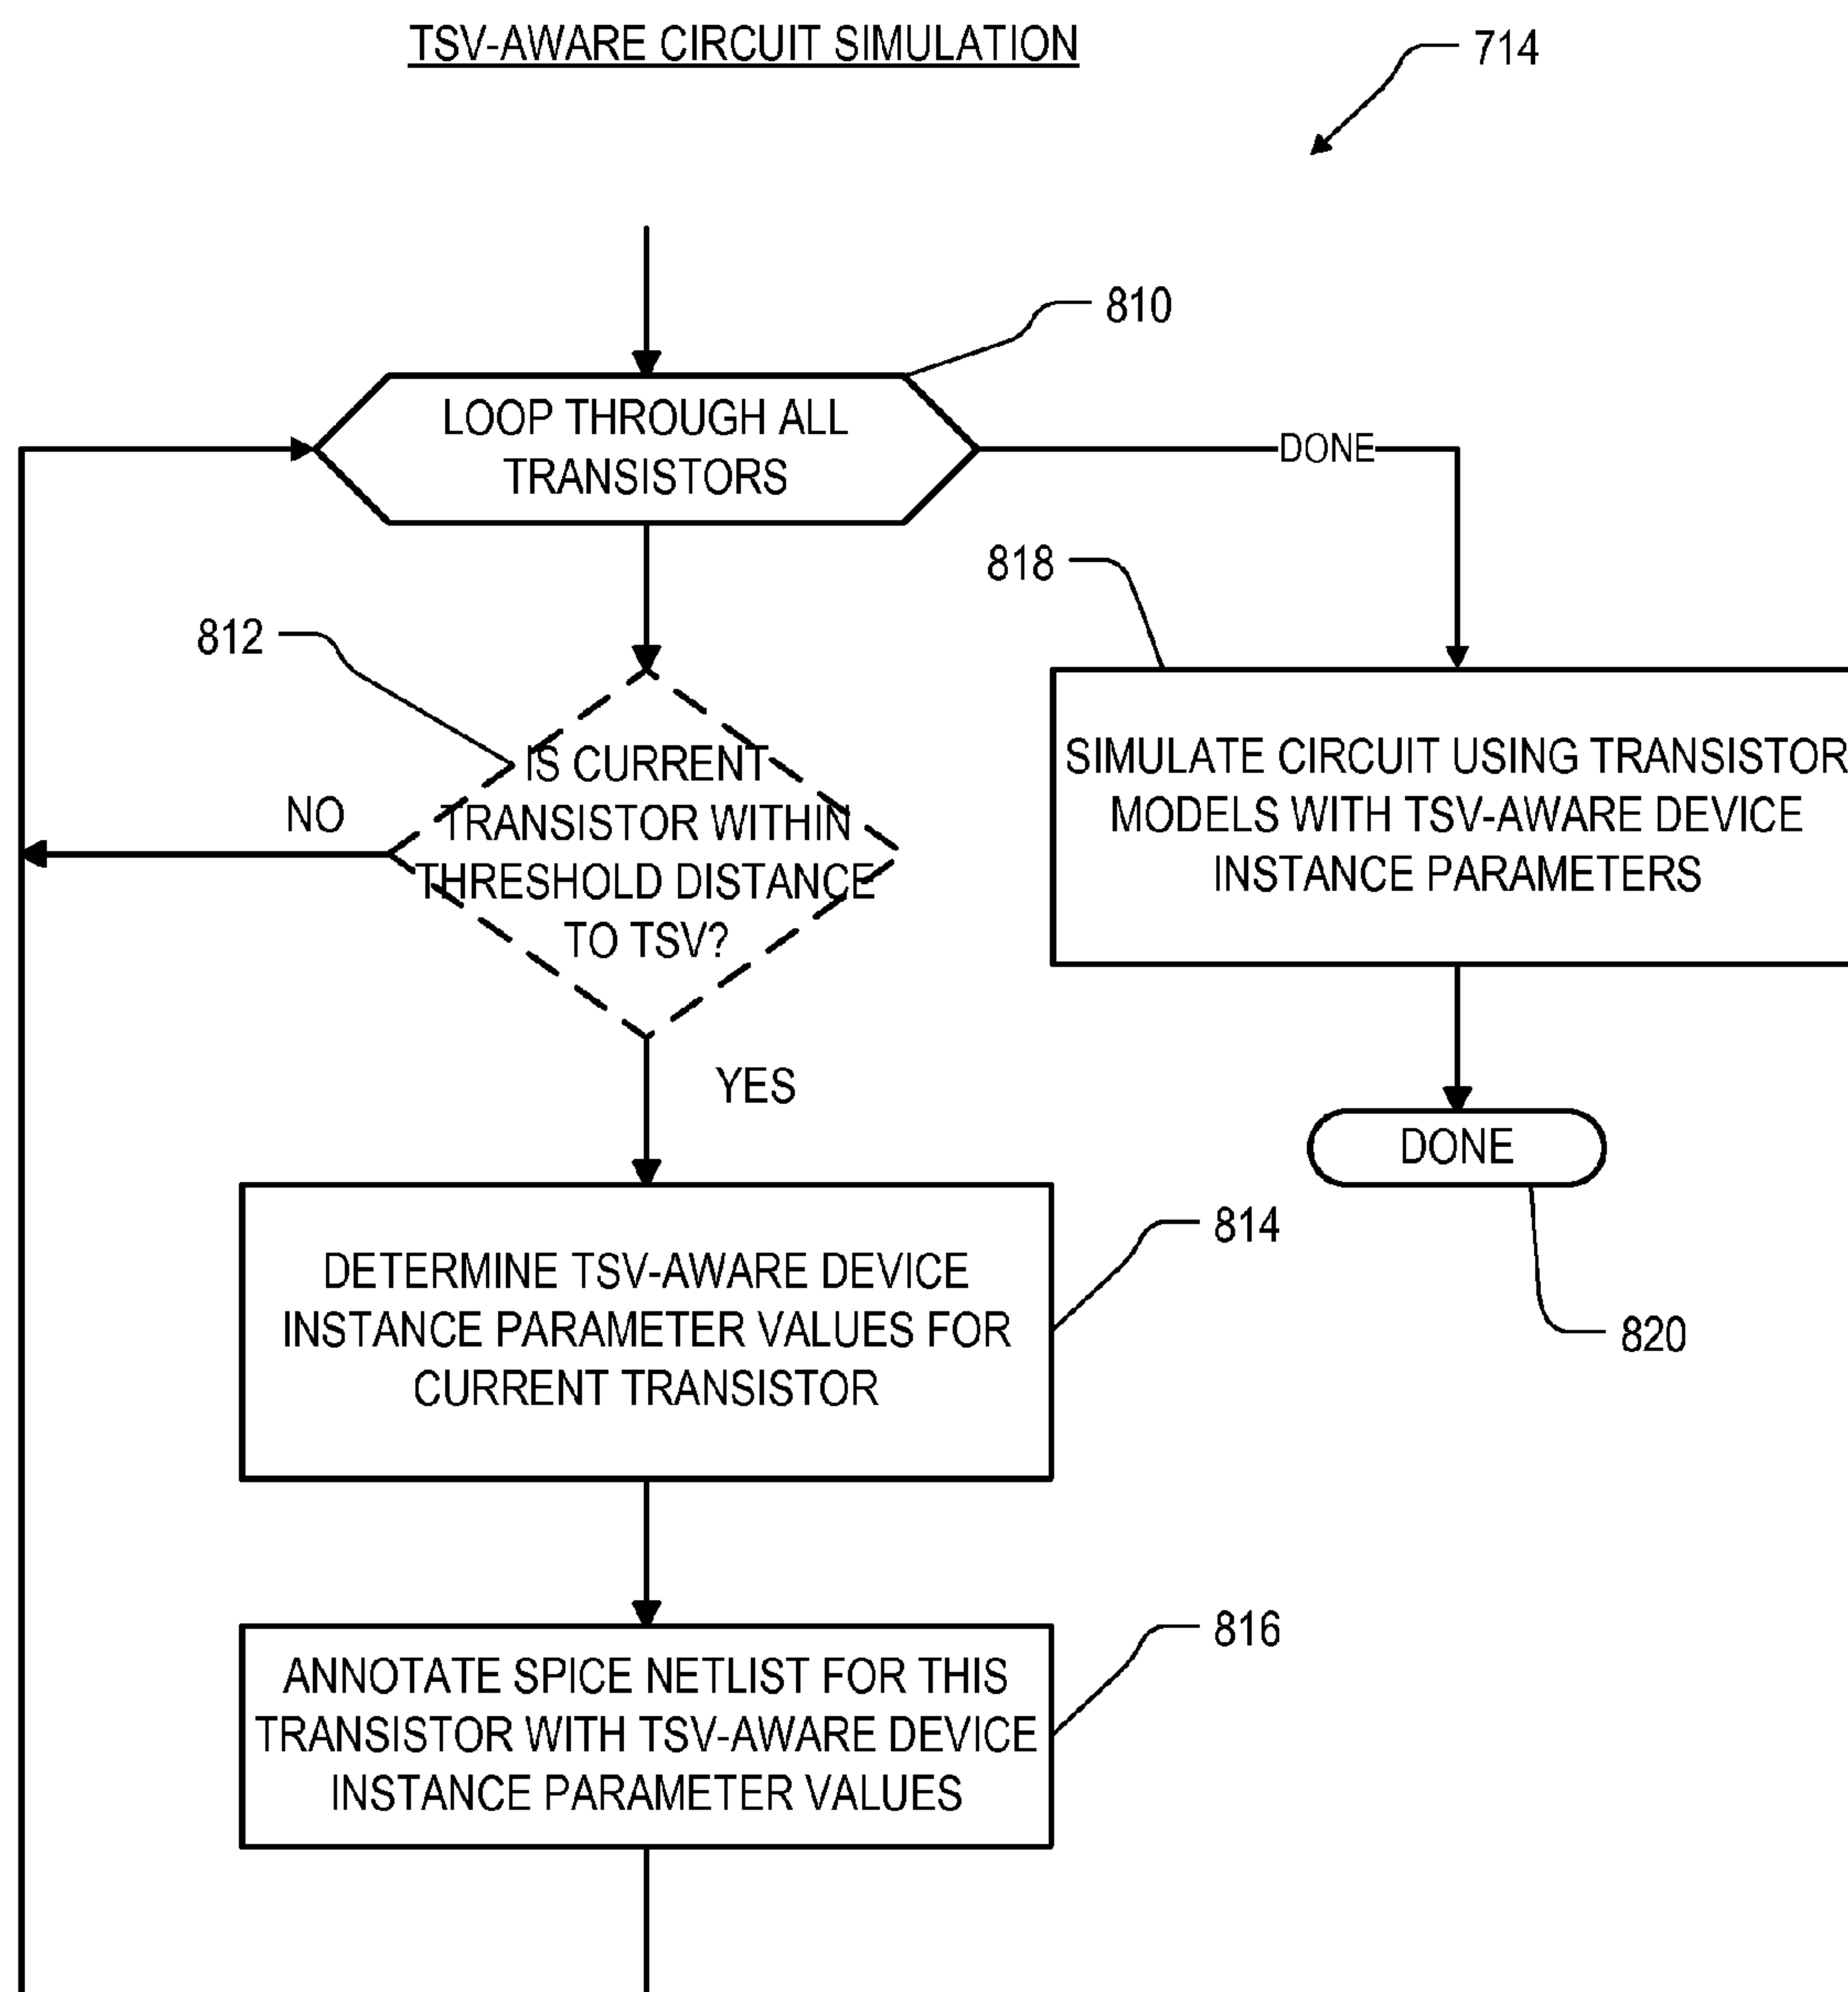 TSV-AWARE CIRCUIT SIMULATION
714
810
LOOP THROUGH ALL
TRANSISTORS
DONE
818
812
IS CURRENT
TRANSISTOR WITHIN
THRESHOLD DISTANCE
TO TSV?
NO
SIMULATE CIRCUIT USING TRANSISTOR
MODELS WITH TSV-AWARE DEVICE
INSTANCE PARAMETERS
YES
DONE
814
DETERMINE TSV-AWARE DEVICE
INSTANCE PARAMETER VALUES FOR
CURRENT TRANSISTOR
820
816
ANNOTATE SPICE NETLIST FOR THIS
TRANSISTOR WITH TSV-AWARE DEVICE
INSTANCE PARAMETER VALUES